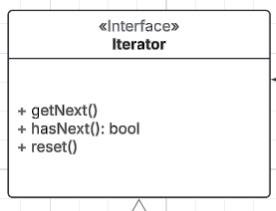 «Interface»
Iterator
+ getNext()
+ hasNext(): bool
+ reset()